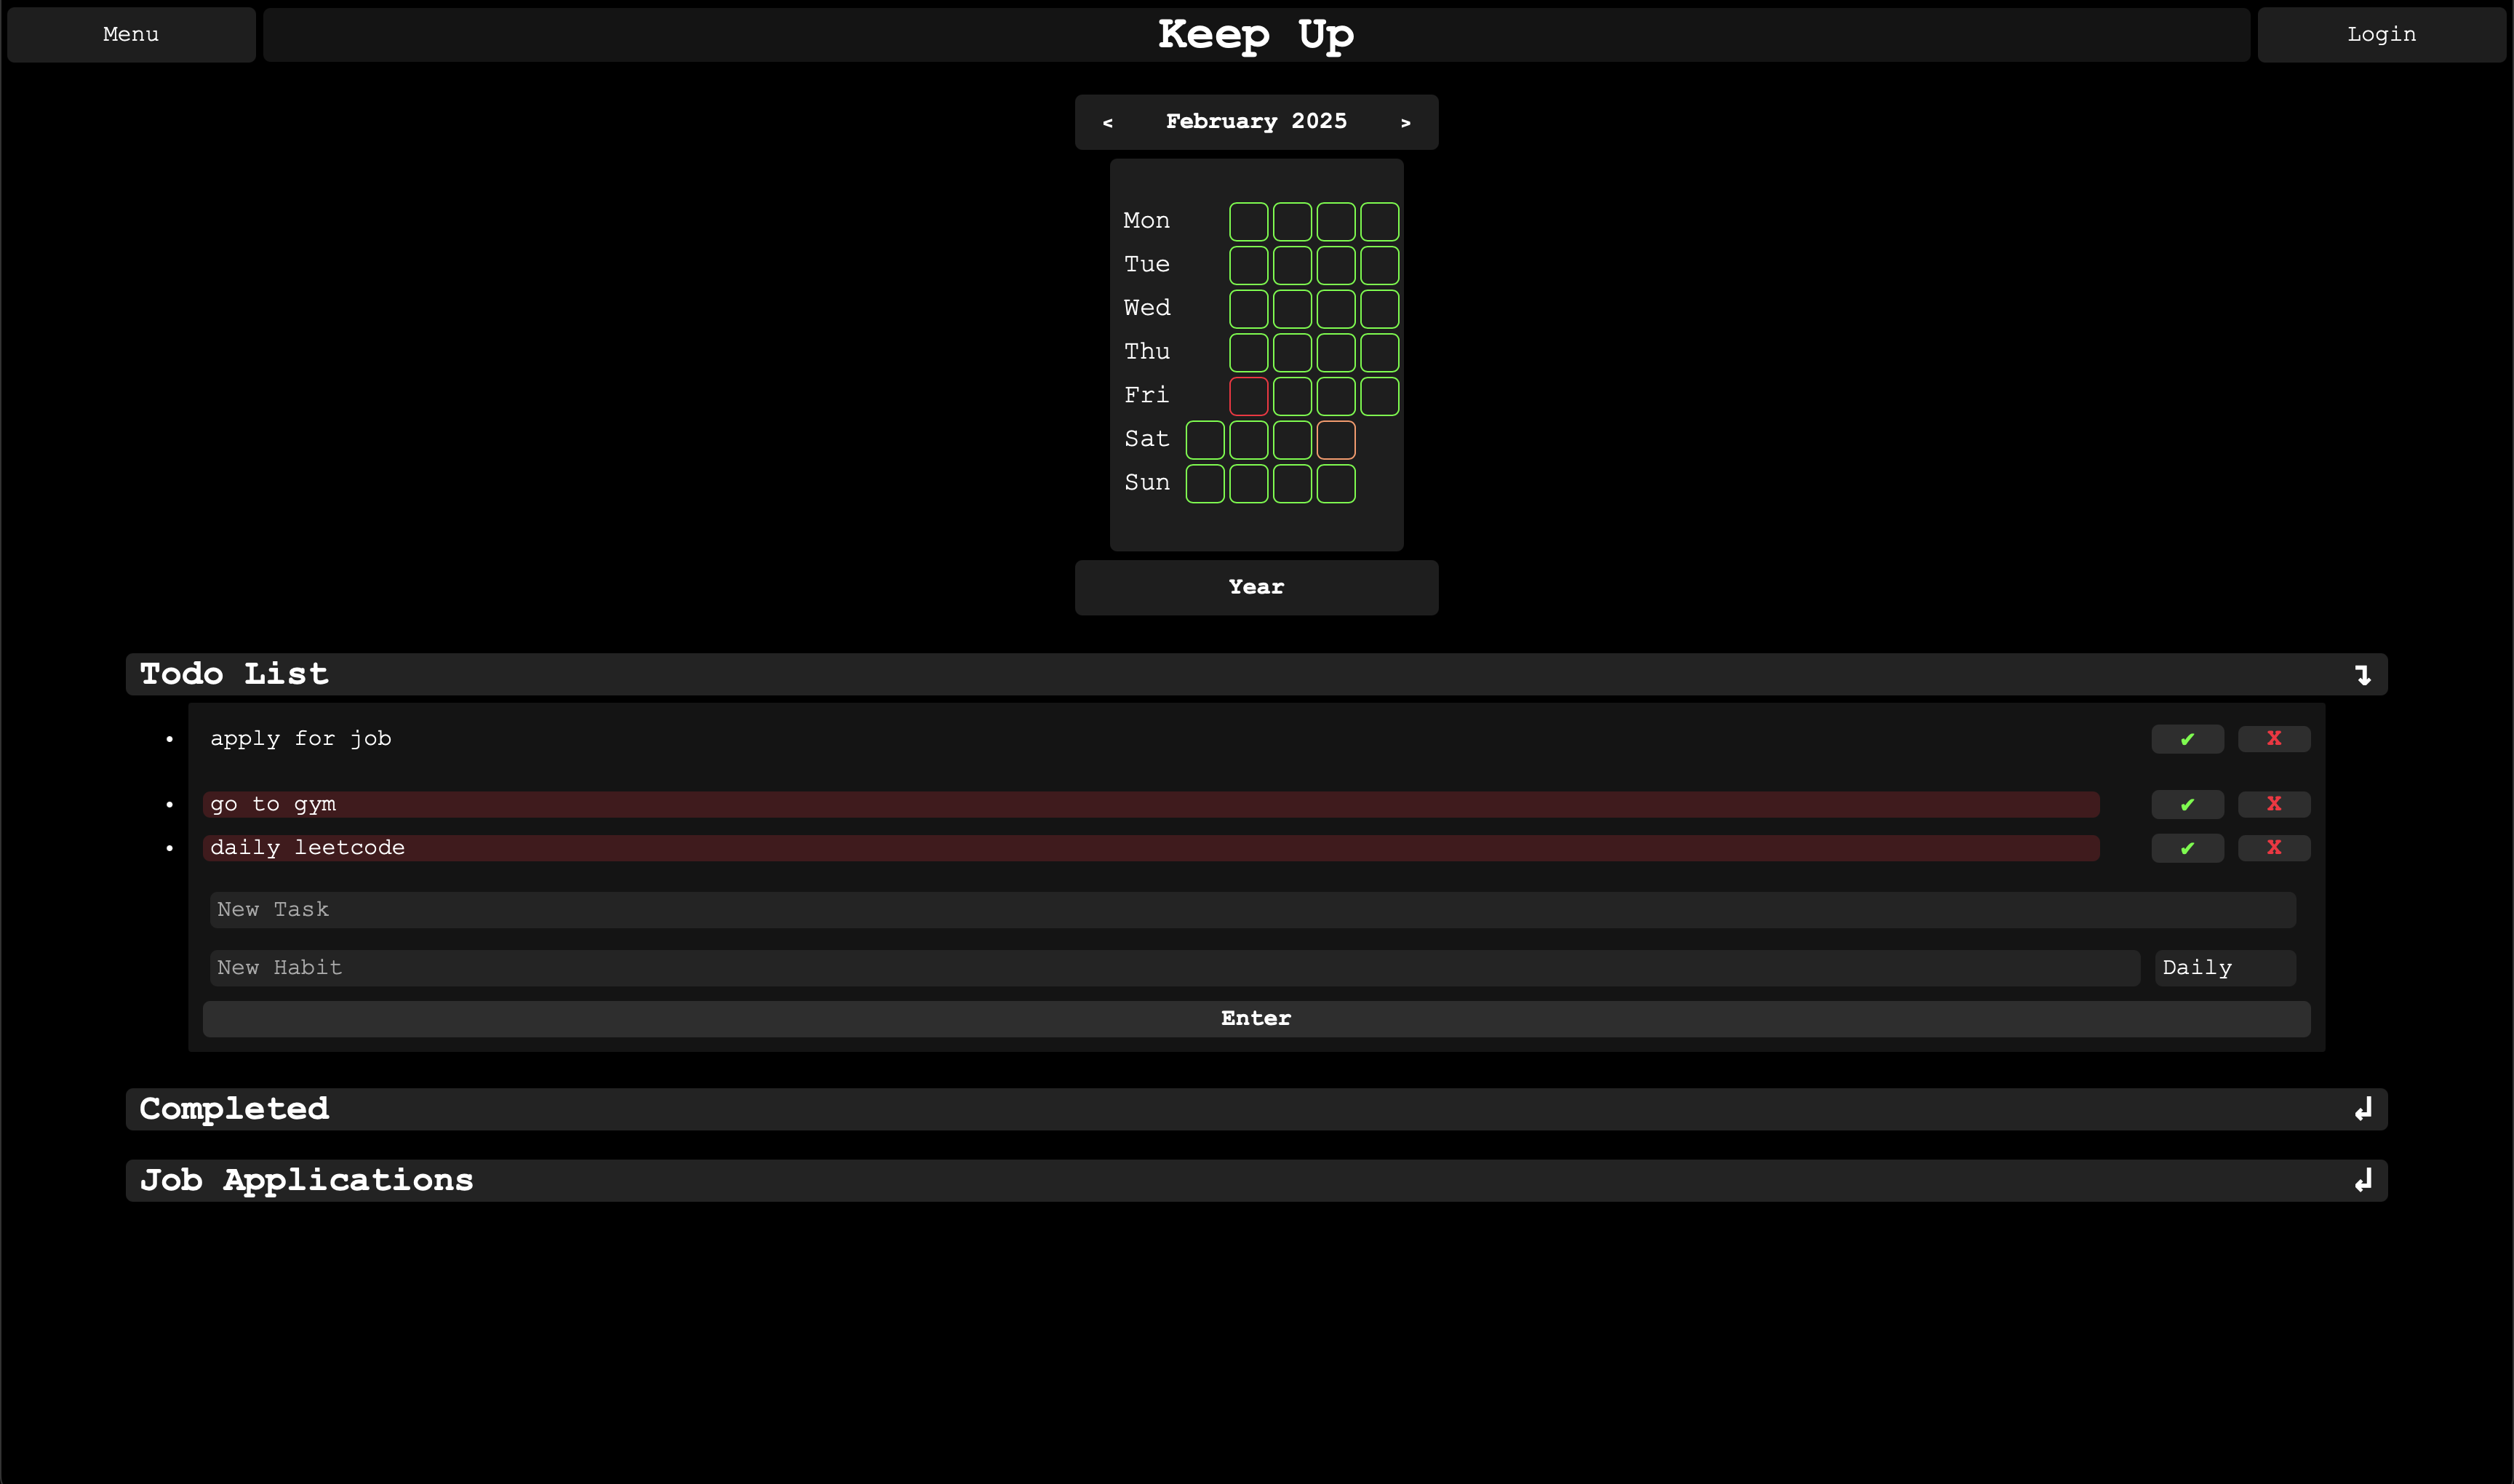 Menu
Keep Up
Login
< February 2025 >
Mon
Tue
Wed
Thu
Fri
Sat
Sun
Year
Todo List ↴
• apply for job ✔ X
• go to gym ✔ X
• daily leetcode ✔ X
New Task
New Habit Daily
Enter
Completed ↲
Job Applications ↲